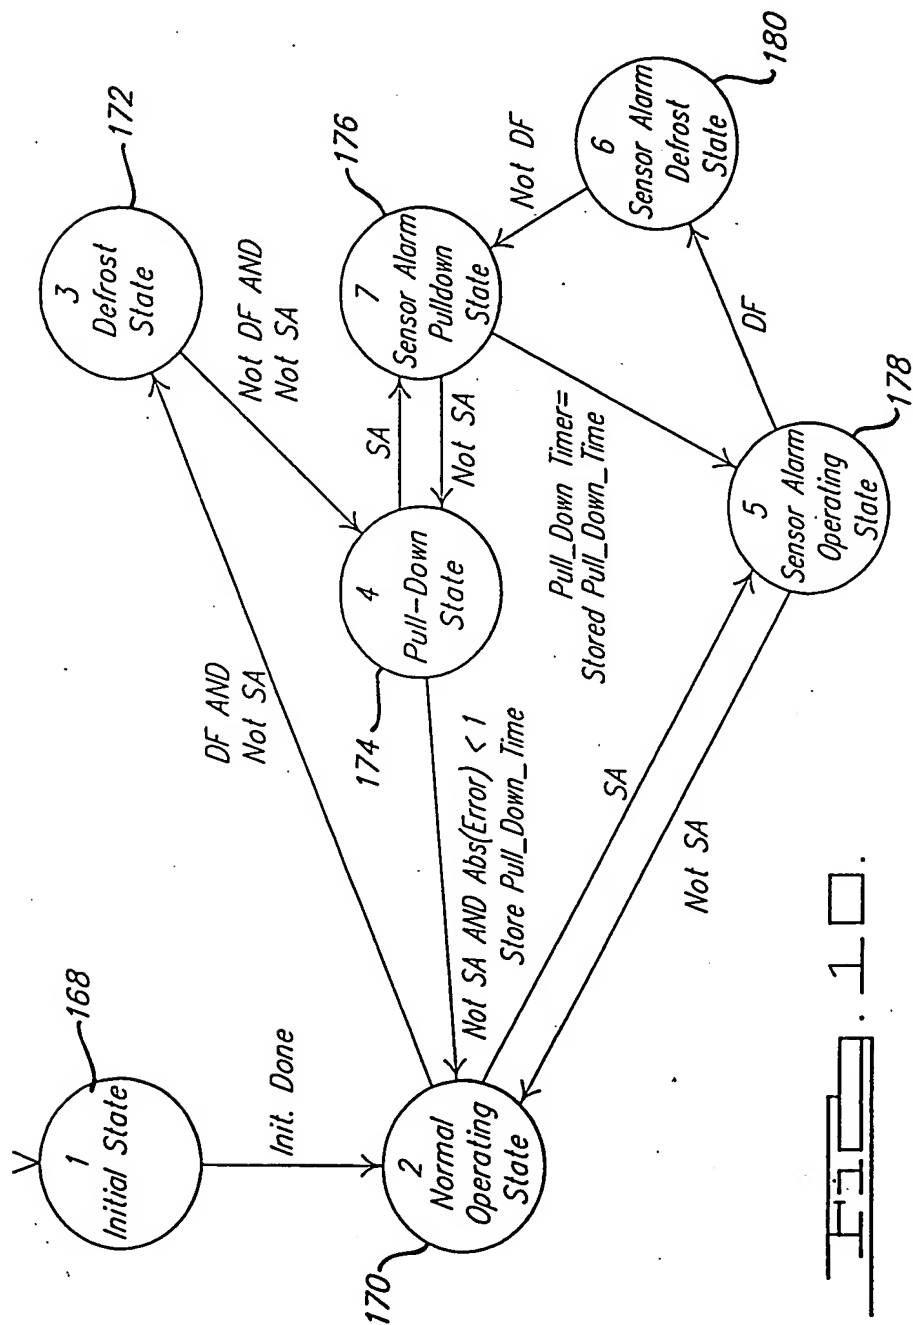 1
Initial State
168
Init. Done
2
Normal
Operating
State
170
DF AND
Not SA
3
Defrost
State
172
Not DF AND
Not SA
4
Pull-Down
State
174
SA
Not SA
7
Sensor Alarm
Pulldown
State
176
Not DF
6
Sensor Alarm
Defrost
State
180
DF
5
Sensor Alarm
Operating
State
178
Pull_Down Timer=
Stored Pull_Down_Time
Not SA AND Abs(Error) < 1
Store Pull_Down_Time
SA
Not SA
Fig. 10.